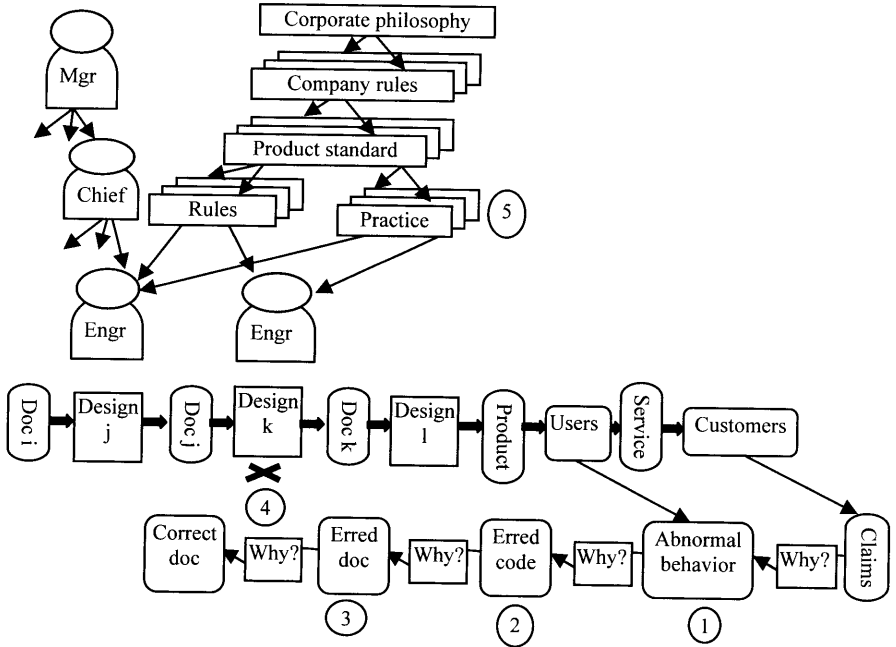 Corporate philosophy
Mgr
Company rules
Product standard
Chief
Rules
Practice
5
Engr
Engr
Doc i
Design
j
Doc j
Design
k
Doc k
Design
l
Product
Users
Service
Customers
4
Correct
doc
Why?
Erred
doc
Why?
Erred
code
Why?
Abnormal
behavior
Why?
Claims
3
2
1